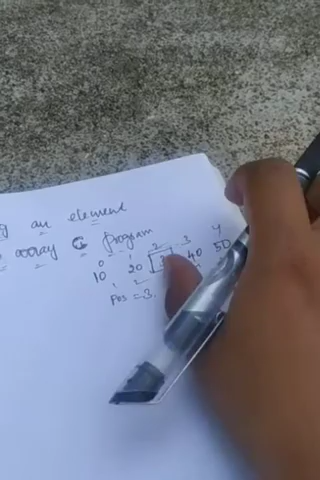 an element
array C Program
0 1 2 3 4
10 20 40 50
Pos = 3.